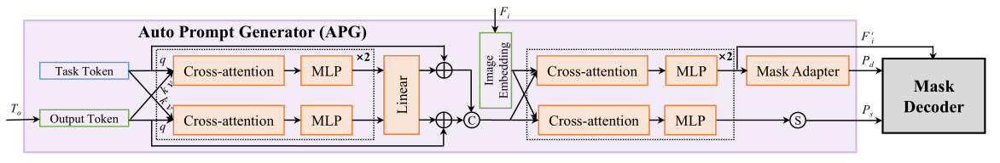 F_i
Auto Prompt Generator (APG)
F'_i
×2
×2
q
Task Token
Cross-attention
MLP
Linear
Image Embedding
Cross-attention
MLP
Mask Adapter
P_d
k v
k v
Mask
Decoder
T_o
Output Token
q
Cross-attention
MLP
C
Cross-attention
MLP
S
P_s